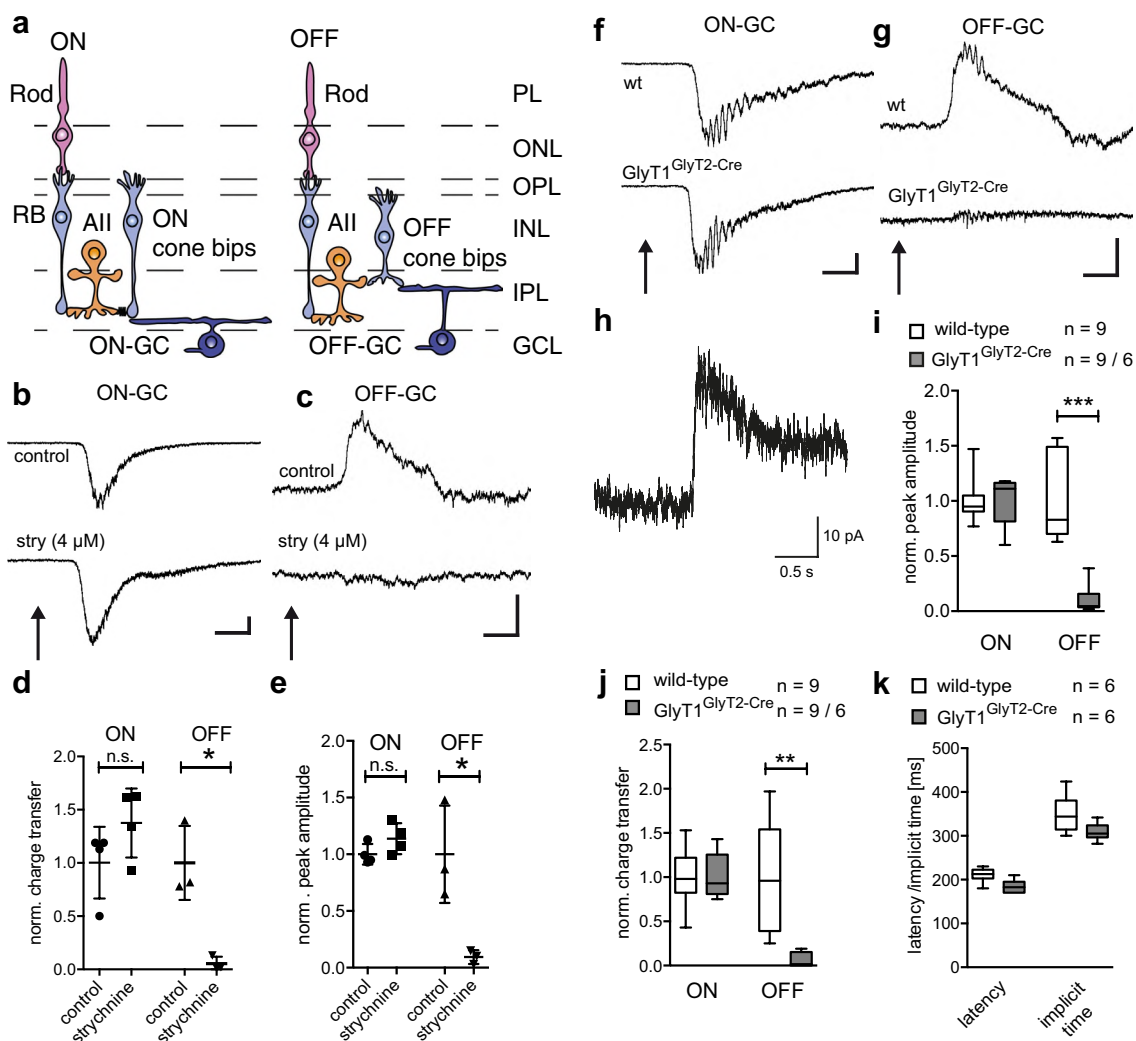 a
ON
OFF
Rod
Rod
PL
ONL
OPL
RB
AII
ON
cone bips
AII
OFF
cone bips
INL
IPL
ON-GC
OFF-GC
GCL
b
ON-GC
control
stry (4 µM)
c
OFF-GC
control
d
ON
OFF
n.s.
*
norm. charge transfer
2.0
1.5
1.0
0.5
0.0
control
strychnine
control
strychnine
e
ON
OFF
n.s.
*
norm . peak amplitude
2.0
1.5
1.0
0.5
0.0
control
strychnine
control
strychnine
f
ON-GC
wt
GlyT1GlyT2-Cre
g
OFF-GC
wt
GlyT1GlyT2-Cre
h
10 pA
0.5 s
i
wild-type n = 9
GlyT1GlyT2-Cre n = 9 / 6
norm. peak amplitude
2.0
1.5
1.0
0.5
0.0
***
ON
OFF
j
wild-type n = 9
GlyT1GlyT2-Cre n = 9 / 6
norm. charge transfer
2.5
2.0
1.5
1.0
0.5
0.0
**
ON
OFF
k
wild-type n = 6
GlyT1GlyT2-Cre n = 6
latency /implicit time [ms]
500
400
300
200
100
0
latency
implicit
time